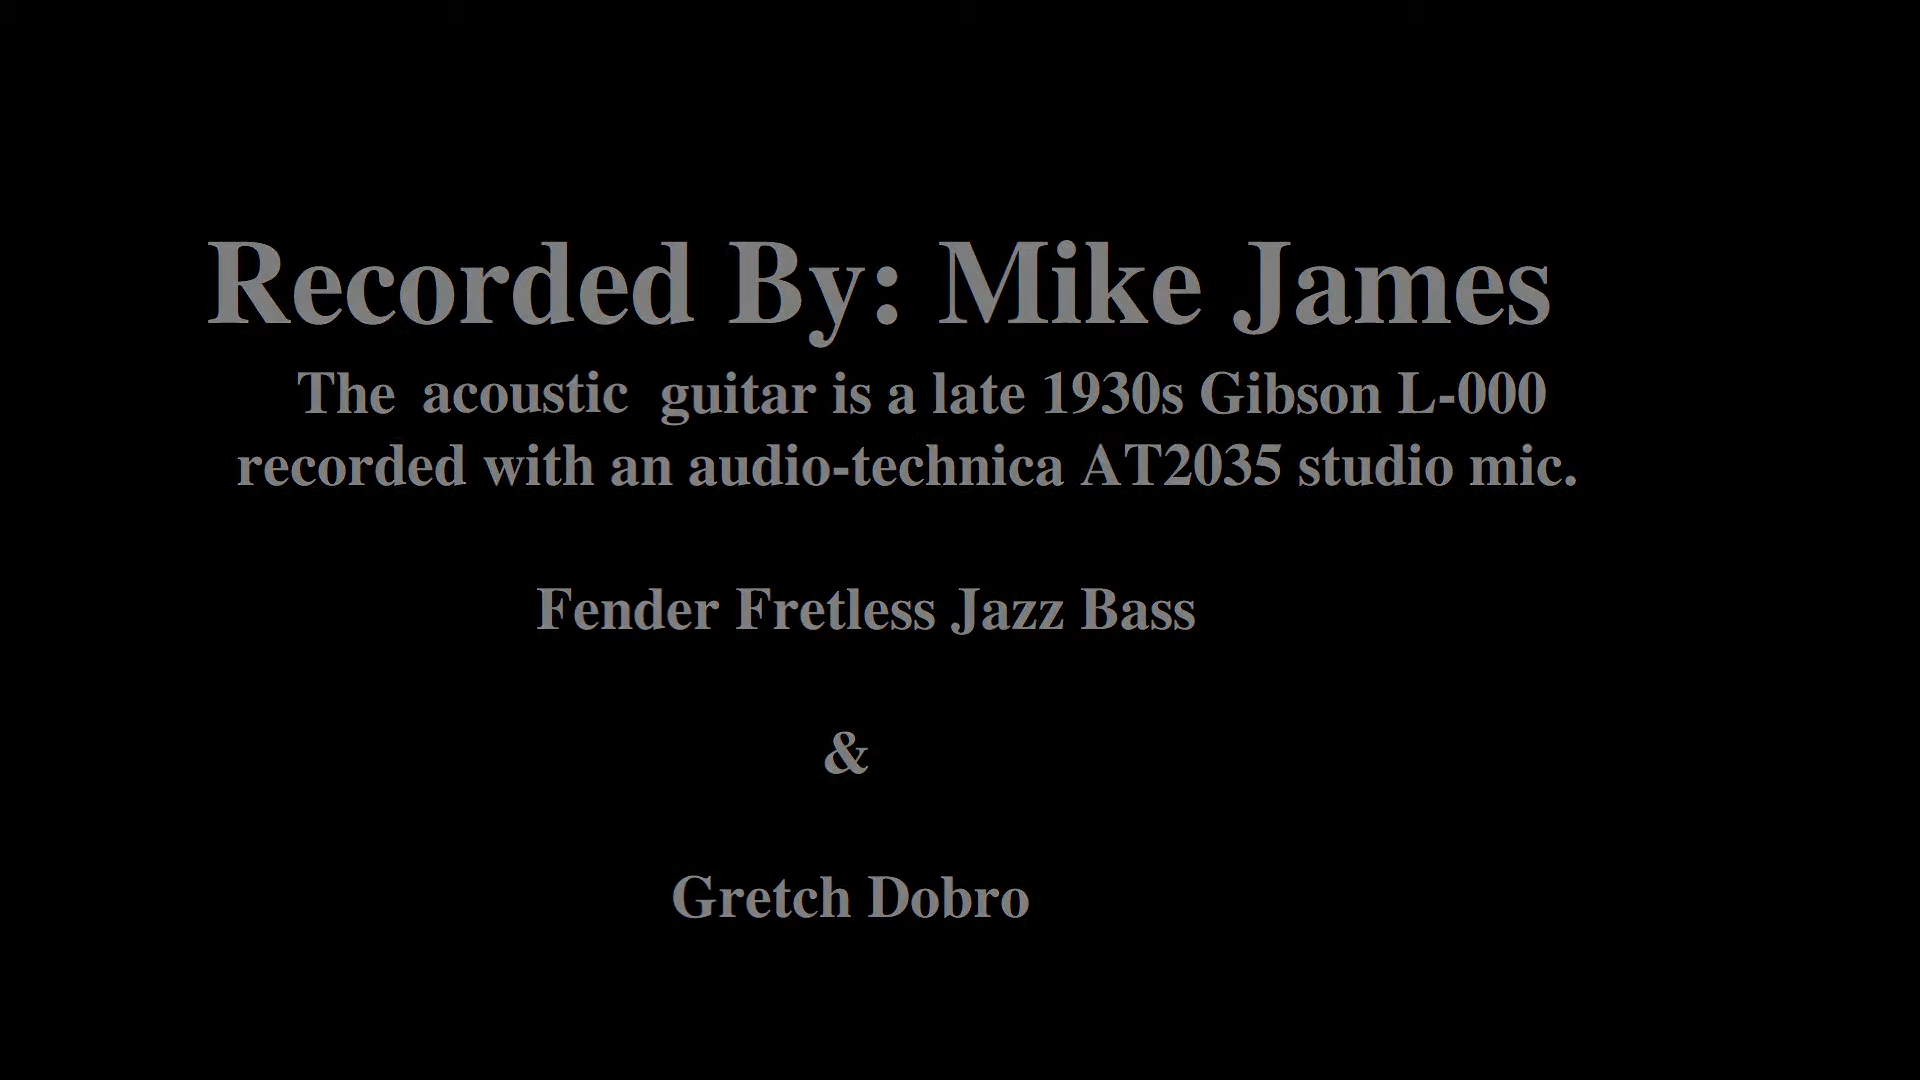 Recorded By: Mike James
The acoustic guitar is a late 1930s Gibson L-000
recorded with an audio-technica AT2035 studio mic.
Fender Fretless Jazz Bass
&
Gretch Dobro